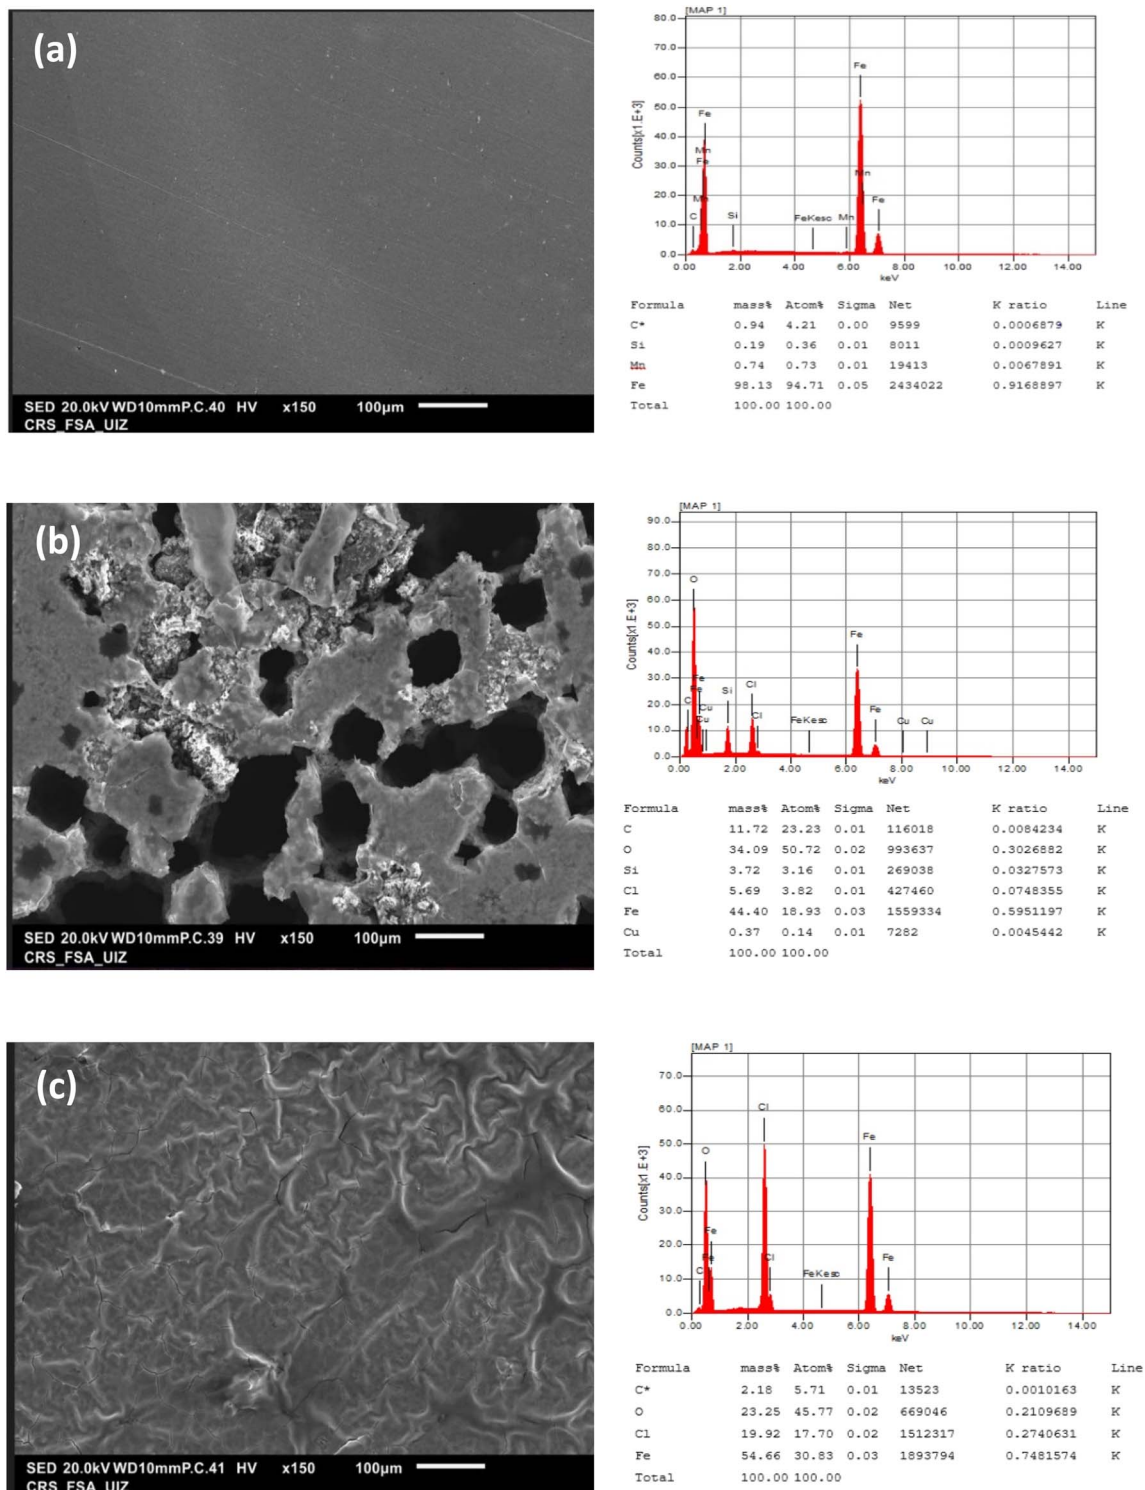 (a)
SED 20.0kV WD10mmP.C.40 HV x150 100µm
CRS_FSA_UIZ
[MAP 1]
Counts[x1.E+3]
80.0
70.0
60.0
50.0
40.0
30.0
20.0
10.0
0.0
Fe
Fe
Mn
Fe
Mn
Mn
C
Si
FeKesc
Mn
Fe
0.00 2.00 4.00 6.00 8.00 10.00 12.00 14.00
keV
Formula mass% Atom% Sigma Net K ratio Line
C* 0.94 4.21 0.00 9599 0.0006879 K
Si 0.19 0.36 0.01 8011 0.0009627 K
Mn 0.74 0.73 0.01 19413 0.0067891 K
Fe 98.13 94.71 0.05 2434022 0.9168897 K
Total 100.00 100.00
(b)
SED 20.0kV WD10mmP.C.39 HV x150 100µm
CRS_FSA_UIZ
[MAP 1]
Counts[x1.E+3]
90.0
80.0
70.0
60.0
50.0
40.0
30.0
20.0
10.0
0.0
O
Fe
Fe
Fe
C
Cu
Cu
Si
Cl
Cl
FeKesc
Fe
Cu
Cu
0.00 2.00 4.00 6.00 8.00 10.00 12.00 14.00
keV
Formula mass% Atom% Sigma Net K ratio Line
C 11.72 23.23 0.01 116018 0.0084234 K
O 34.09 50.72 0.02 993637 0.3026882 K
Si 3.72 3.16 0.01 269038 0.0327573 K
Cl 5.69 3.82 0.01 427460 0.0748355 K
Fe 44.40 18.93 0.03 1559334 0.5951197 K
Cu 0.37 0.14 0.01 7282 0.0045442 K
Total 100.00 100.00
(c)
SED 20.0kV WD10mmP.C.41 HV x150 100µm
CRS_FSA_UIZ
[MAP 1]
Counts[x1.E+3]
70.0
60.0
50.0
40.0
30.0
20.0
10.0
0.0
Cl
O
Fe
Fe
Fe
C
Cl
FeKesc
Fe
0.00 2.00 4.00 6.00 8.00 10.00 12.00 14.00
keV
Formula mass% Atom% Sigma Net K ratio Line
C* 2.18 5.71 0.01 13523 0.0010163 K
O 23.25 45.77 0.02 669046 0.2109689 K
Cl 19.92 17.70 0.02 1512317 0.2740631 K
Fe 54.66 30.83 0.03 1893794 0.7481574 K
Total 100.00 100.00